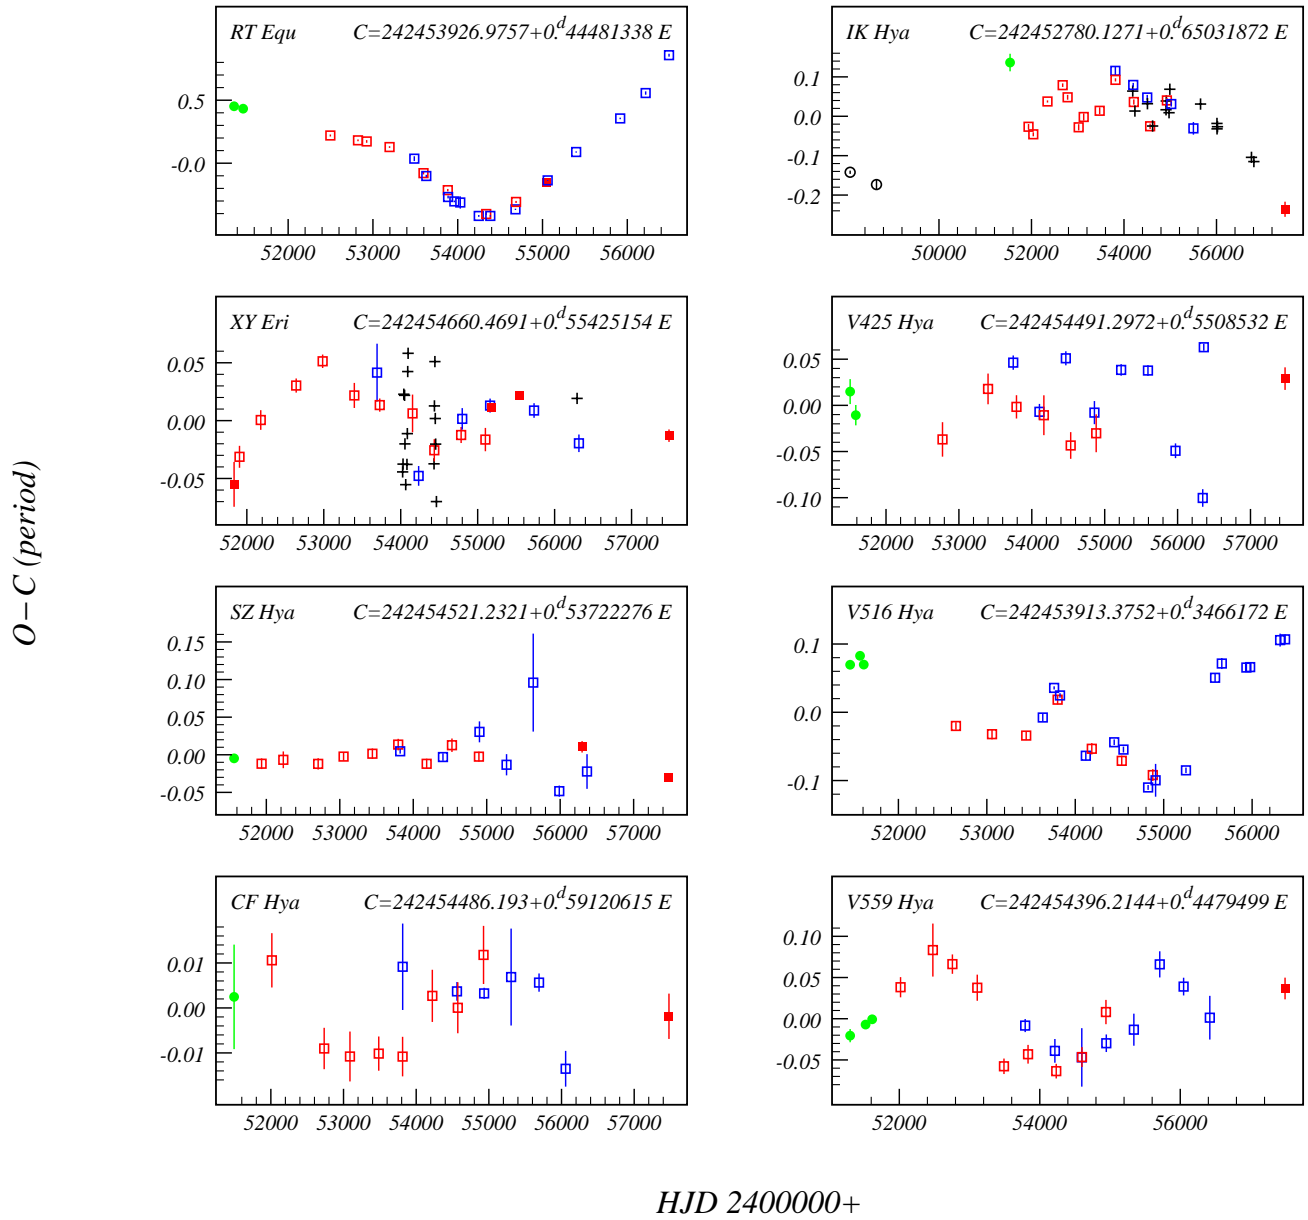 RT Equ C=242453926.9757+0.ᵈ44481338 E
0.5
-0.0
52000 53000 54000 55000 56000
IK Hya C=242452780.1271+0.ᵈ65031872 E
0.1
0.0
-0.1
-0.2
50000 52000 54000 56000
XY Eri C=242454660.4691+0.ᵈ55425154 E
0.05
0.00
-0.05
52000 53000 54000 55000 56000 57000
V425 Hya C=242454491.2972+0.ᵈ5508532 E
0.05
0.00
-0.05
-0.10
52000 53000 54000 55000 56000 57000
O-C (period)
SZ Hya C=242454521.2321+0.ᵈ53722276 E
0.15
0.10
0.05
0.00
-0.05
52000 53000 54000 55000 56000 57000
V516 Hya C=242453913.3752+0.ᵈ3466172 E
0.1
0.0
-0.1
52000 53000 54000 55000 56000
CF Hya C=242454486.193+0.ᵈ59120615 E
0.01
0.00
-0.01
52000 53000 54000 55000 56000 57000
V559 Hya C=242454396.2144+0.ᵈ4479499 E
0.10
0.05
0.00
-0.05
52000 54000 56000
HJD 2400000+